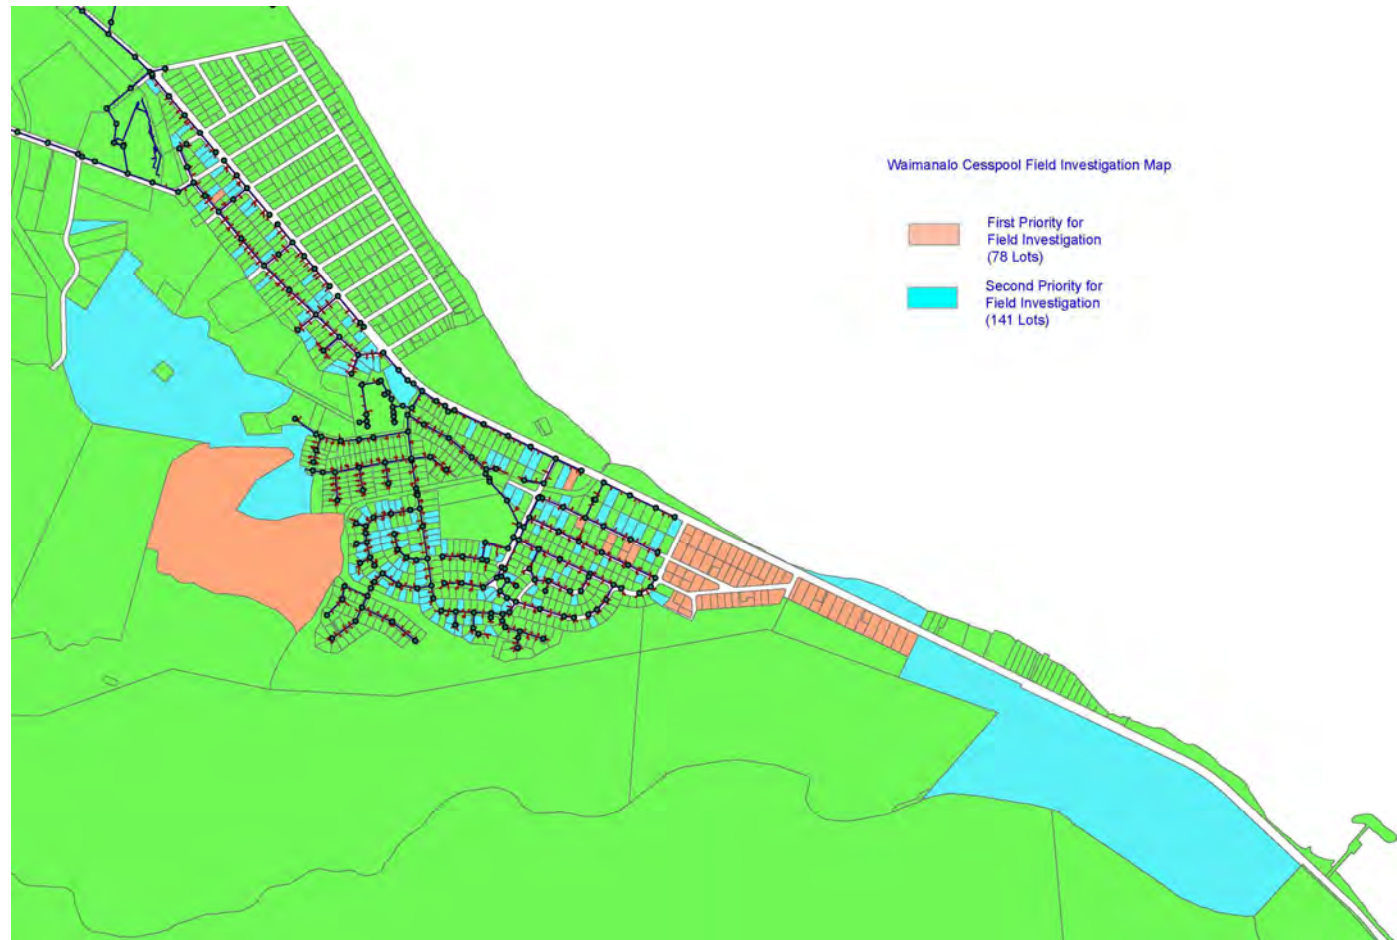 Waimanalo Cesspool Field Investigation Map
First Priority for
Field Investigation
(78 Lots)
Second Priority for
Field Investigation
(141 Lots)